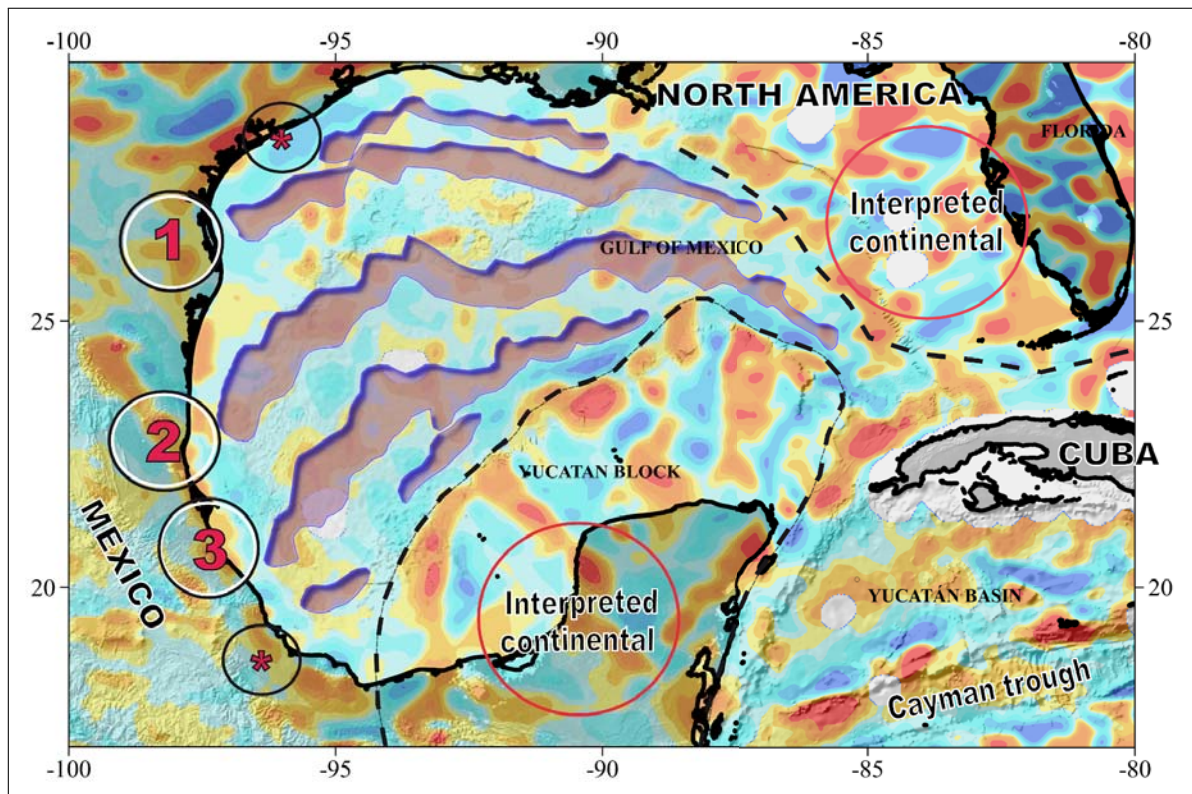 -100 -95 -90 -85 -80
NORTH AMERICA
*
FLORIDA
Interpreted
continental
1
GULF OF MEXICO
25 25
2
CUBA
YUCATAN BLOCK
MEXICO
3
20 20
YUCATÁN BASIN
Interpreted
continental
*
Cayman trough
-100 -95 -90 -85 -80